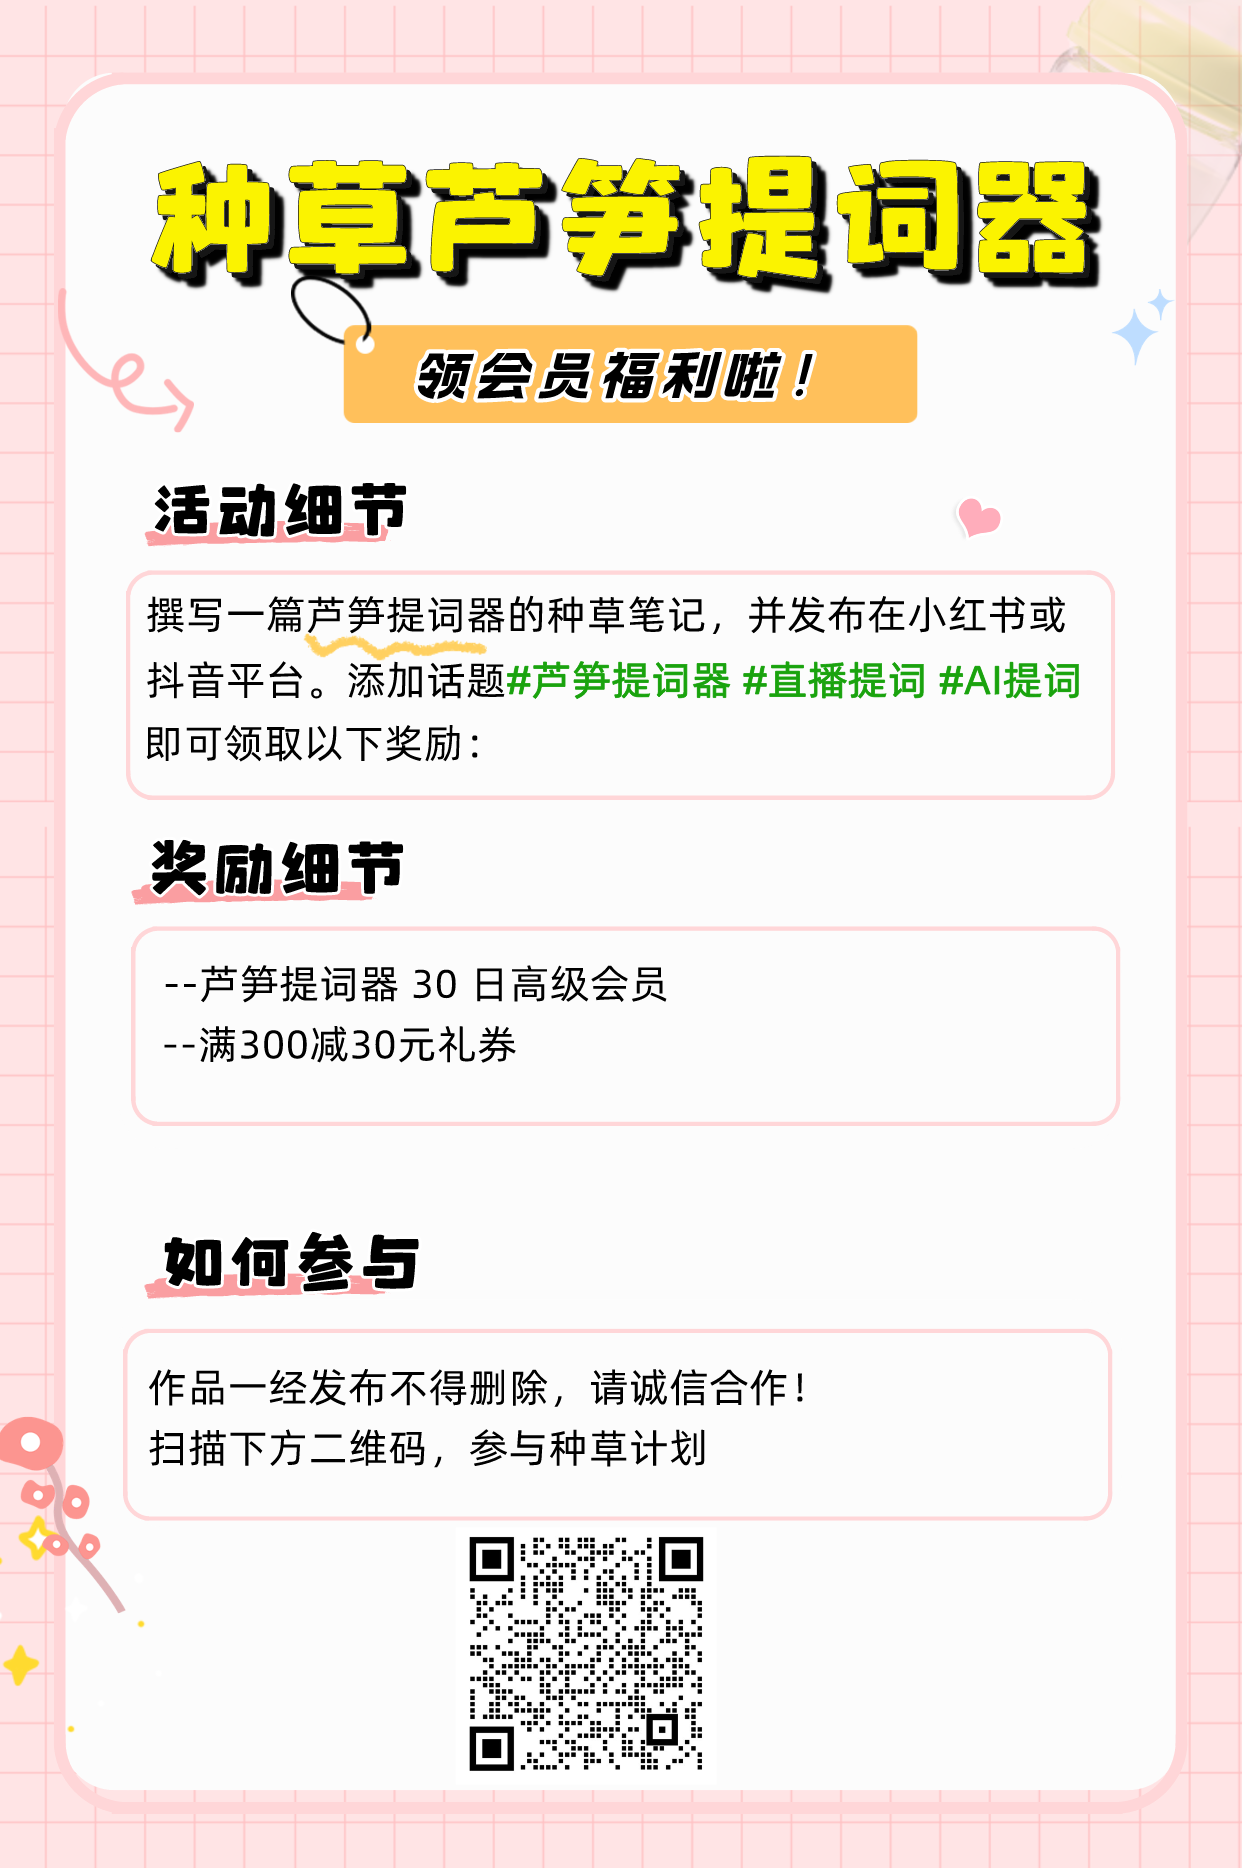 种草芦笋提词器
领会员福利啦！
活动细节
撰写一篇芦笋提词器的种草笔记，并发布在小红书或
抖音平台。添加话题#芦笋提词器 #直播提词 #AI提词
即可领取以下奖励：
奖励细节
--芦笋提词器 30 日高级会员
--满300减30元礼券
如何参与
作品一经发布不得删除，请诚信合作！
扫描下方二维码，参与种草计划